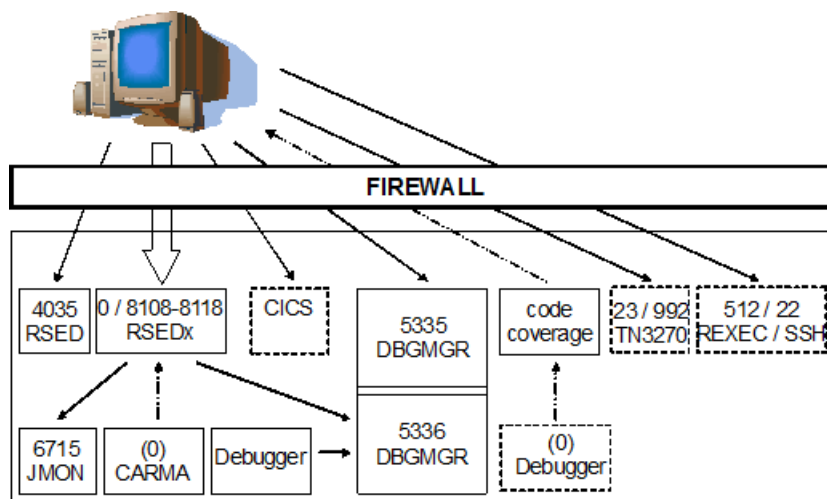 FIREWALL
4035
RSED
0 / 8108-8118
RSEDx
CICS
5335
DBGMGR
code
coverage
23 / 992
TN3270
512 / 22
REXEC / SSH
6715
JMON
(0)
CARMA
Debugger
5336
DBGMGR
(0)
Debugger